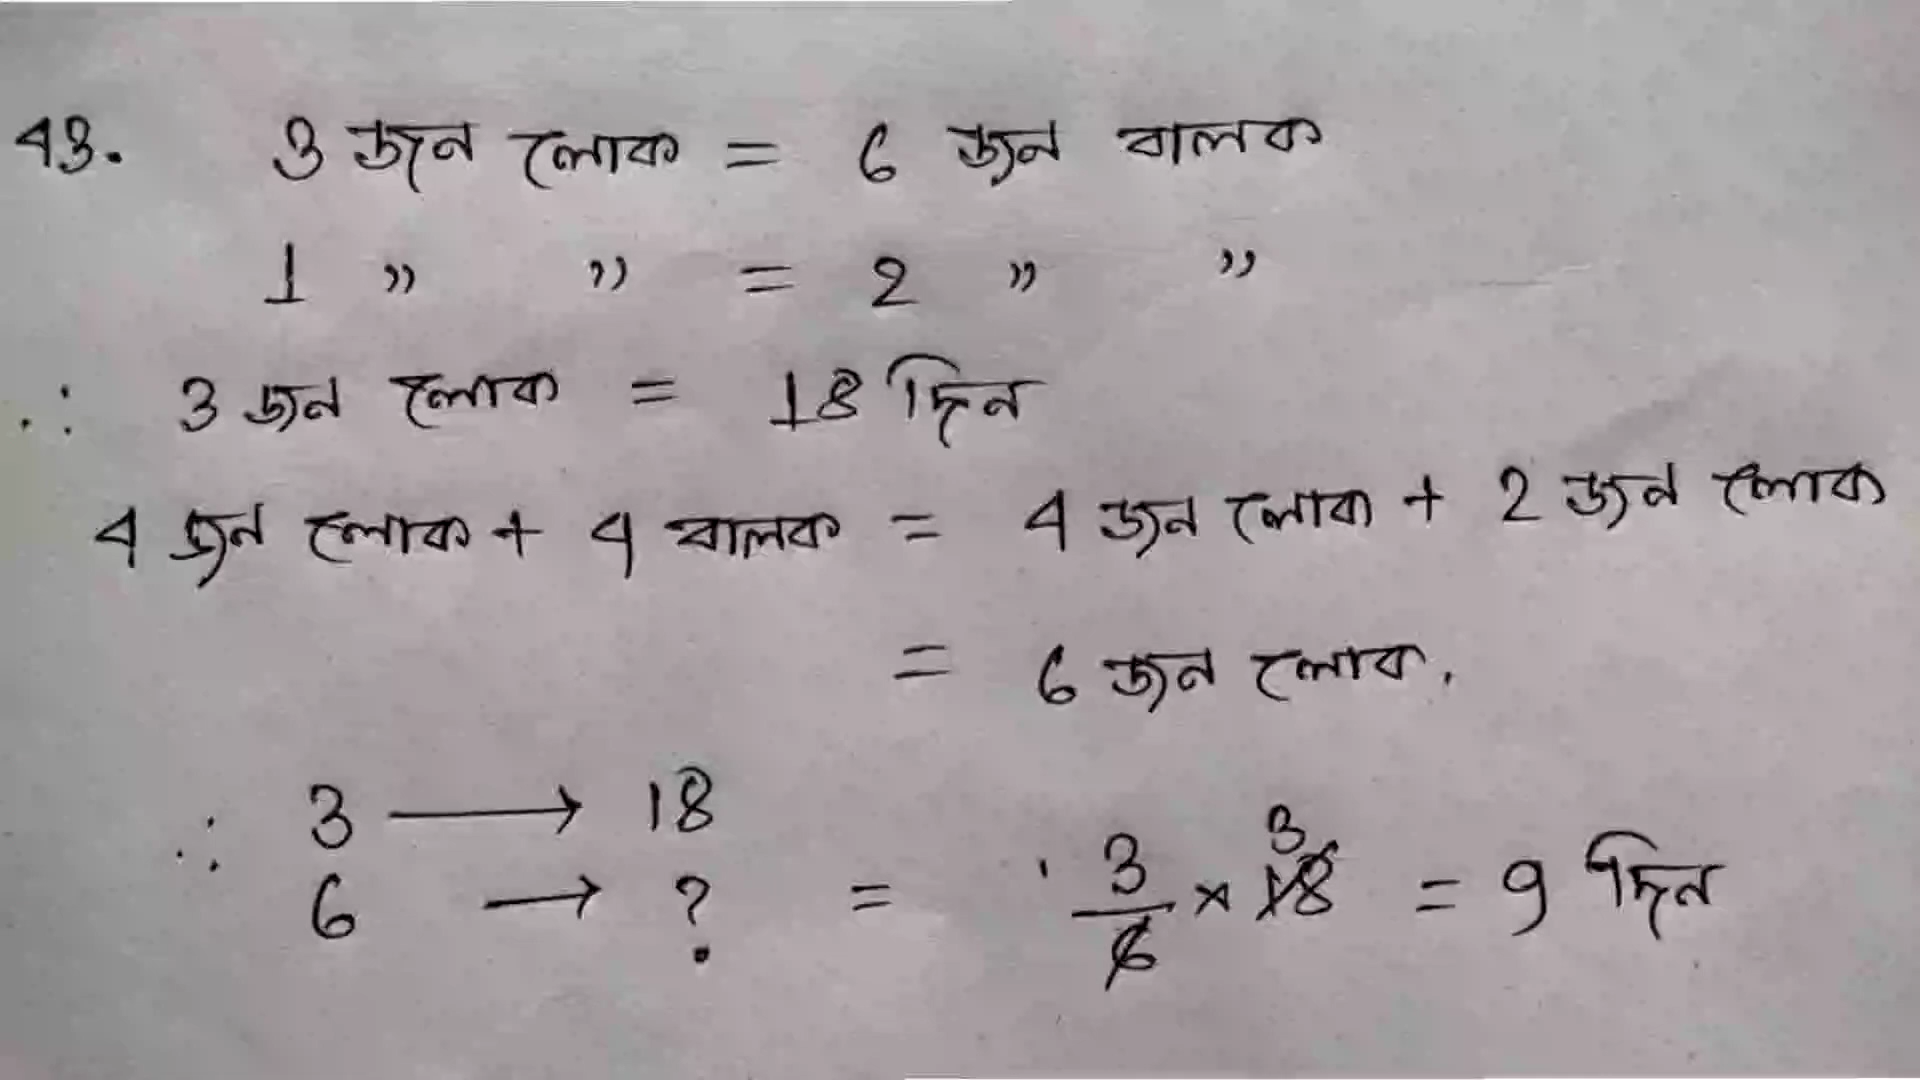 43. 3 জন লোক = 6 জন বালক
1 " " = 2 " "
∴ 3 জন লোক = 18 দিন
4 জন লোক + 4 বালক = 4 জন লোক + 2 জন লোক
= 6 জন লোক.
∴ 3 → 18
6 → ? = 3/6 × 18 3 = 9 দিন